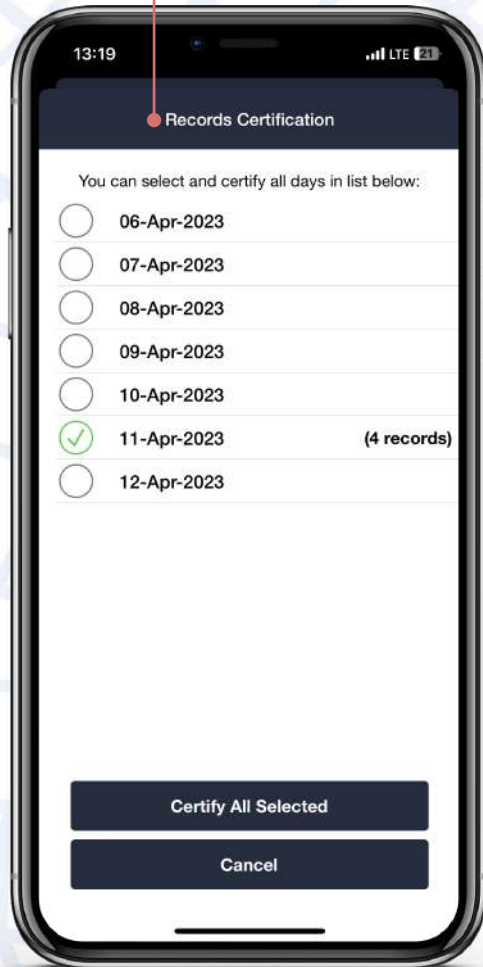 13:19 LTE 21
Records Certification
You can select and certify all days in list below:
06-Apr-2023
07-Apr-2023
08-Apr-2023
09-Apr-2023
10-Apr-2023
11-Apr-2023 (4 records)
12-Apr-2023
Certify All Selected
Cancel